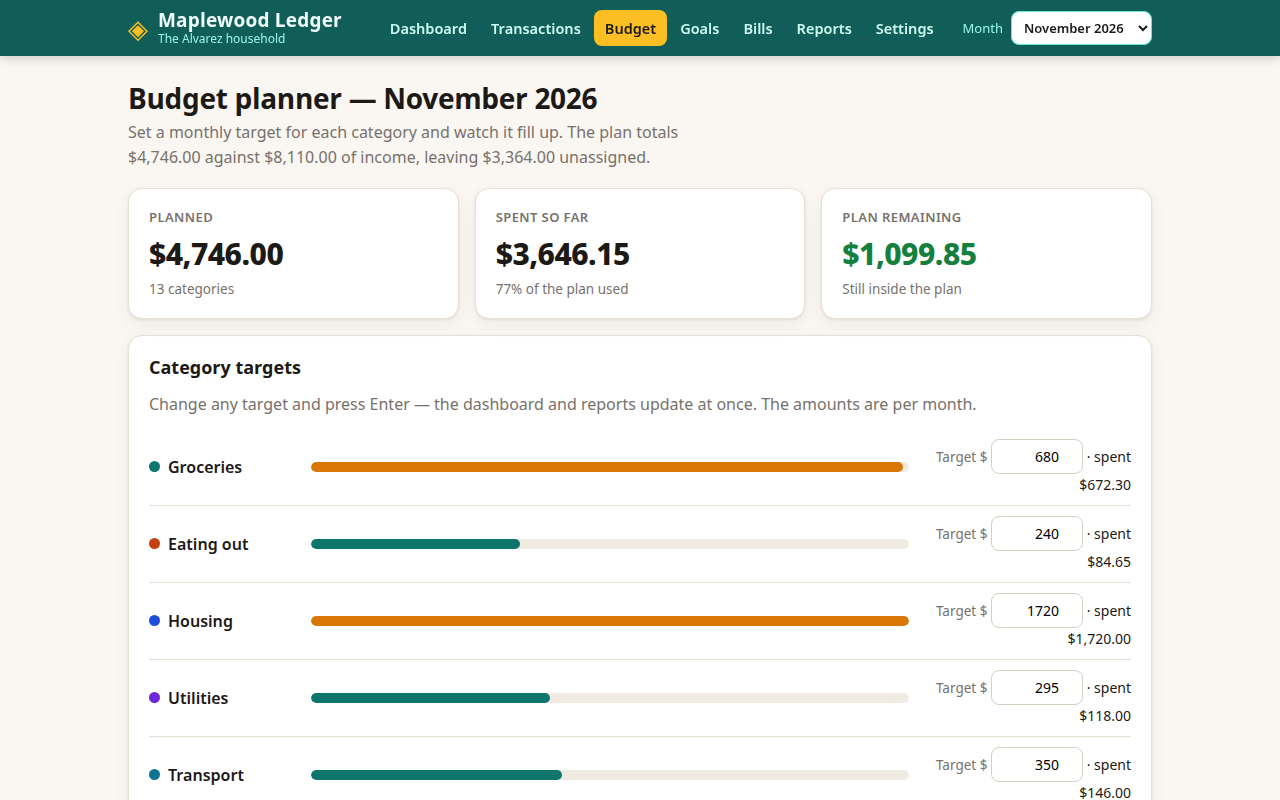 Maplewood Ledger
The Alvarez household
Dashboard Transactions Budget Goals Bills Reports Settings Month November 2026
Budget planner — November 2026
Set a monthly target for each category and watch it fill up. The plan totals
$4,746.00 against $8,110.00 of income, leaving $3,364.00 unassigned.
PLANNED
$4,746.00
13 categories
SPENT SO FAR
$3,646.15
77% of the plan used
PLAN REMAINING
$1,099.85
Still inside the plan
Category targets
Change any target and press Enter — the dashboard and reports update at once. The amounts are per month.
Groceries Target $ 680 · spent
$672.30
Eating out Target $ 240 · spent
$84.65
Housing Target $ 1720 · spent
$1,720.00
Utilities Target $ 295 · spent
$118.00
Transport Target $ 350 · spent
$146.00